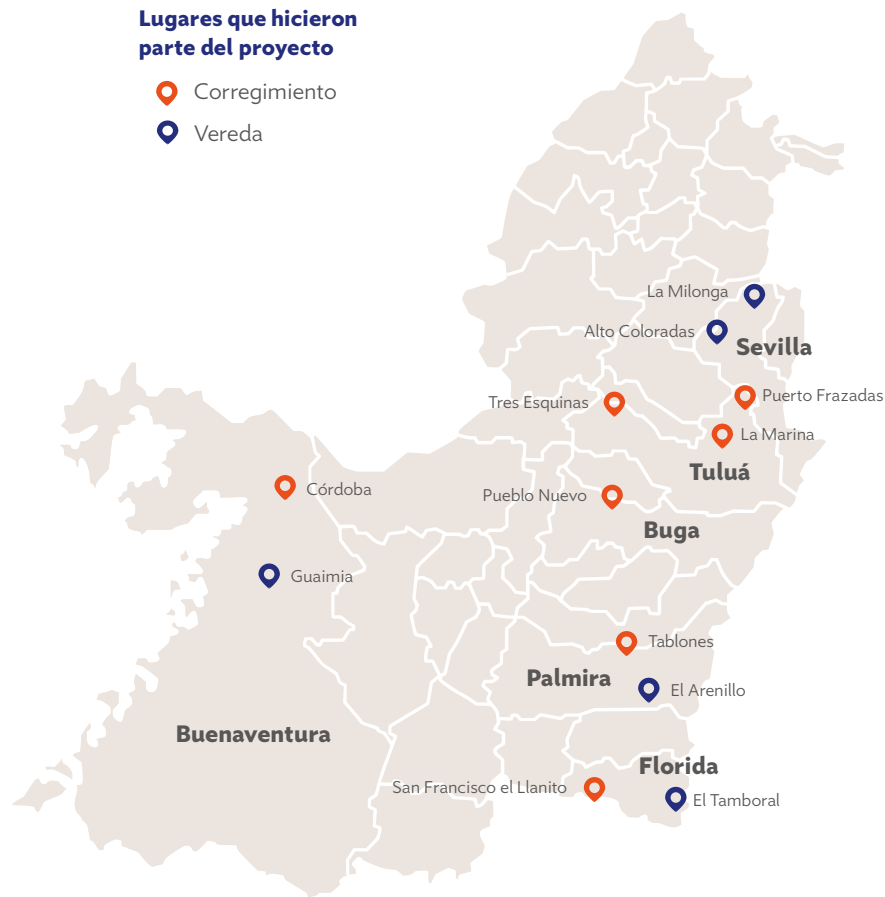 Lugares que hicieron
parte del proyecto
Corregimiento
Vereda
La Milonga
Alto Coloradas
Sevilla
Puerto Frazadas
Tres Esquinas
La Marina
Tuluá
Córdoba
Pueblo Nuevo
Buga
Guaimia
Tablones
Palmira
El Arenillo
Buenaventura
Florida
San Francisco el Llanito
El Tamboral